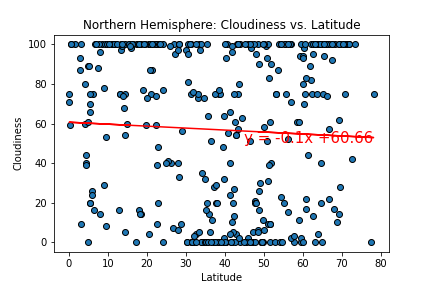 Northern Hemisphere: Cloudiness vs. Latitude
100
80
60
40
20
0
Cloudiness
y = -0.1x +60.66
0 10 20 30 40 50 60 70 80
Latitude